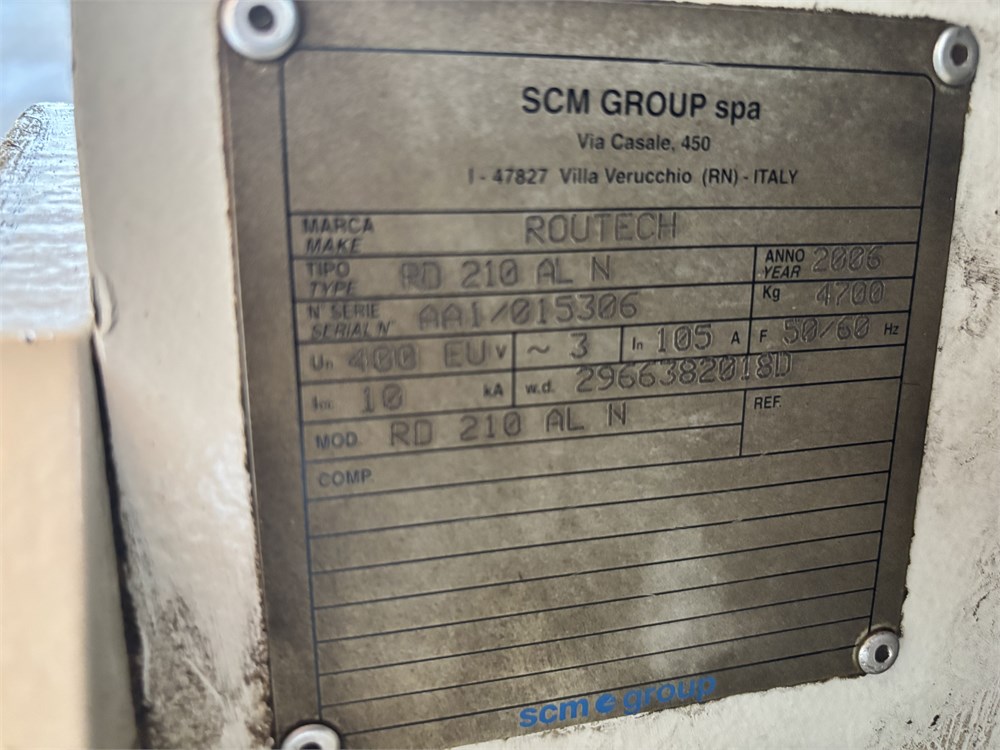 SCM GROUP spa
Via Casale, 450
I - 47827 Villa Verucchio (RN) - ITALY
MARCA
MAKE
ROUTECH
TIPO
TYPE
RD 210 AL N
ANNO
YEAR
2006
N° SERIE
SERIAL N°
AA1/015306
Kg 4700
Un 400 EU V ~ 3 In 105 A F 50/60 Hz
Icc 10 kA w.d. 2966382018D
MOD. RD 210 AL N REF.
COMP.
scm group